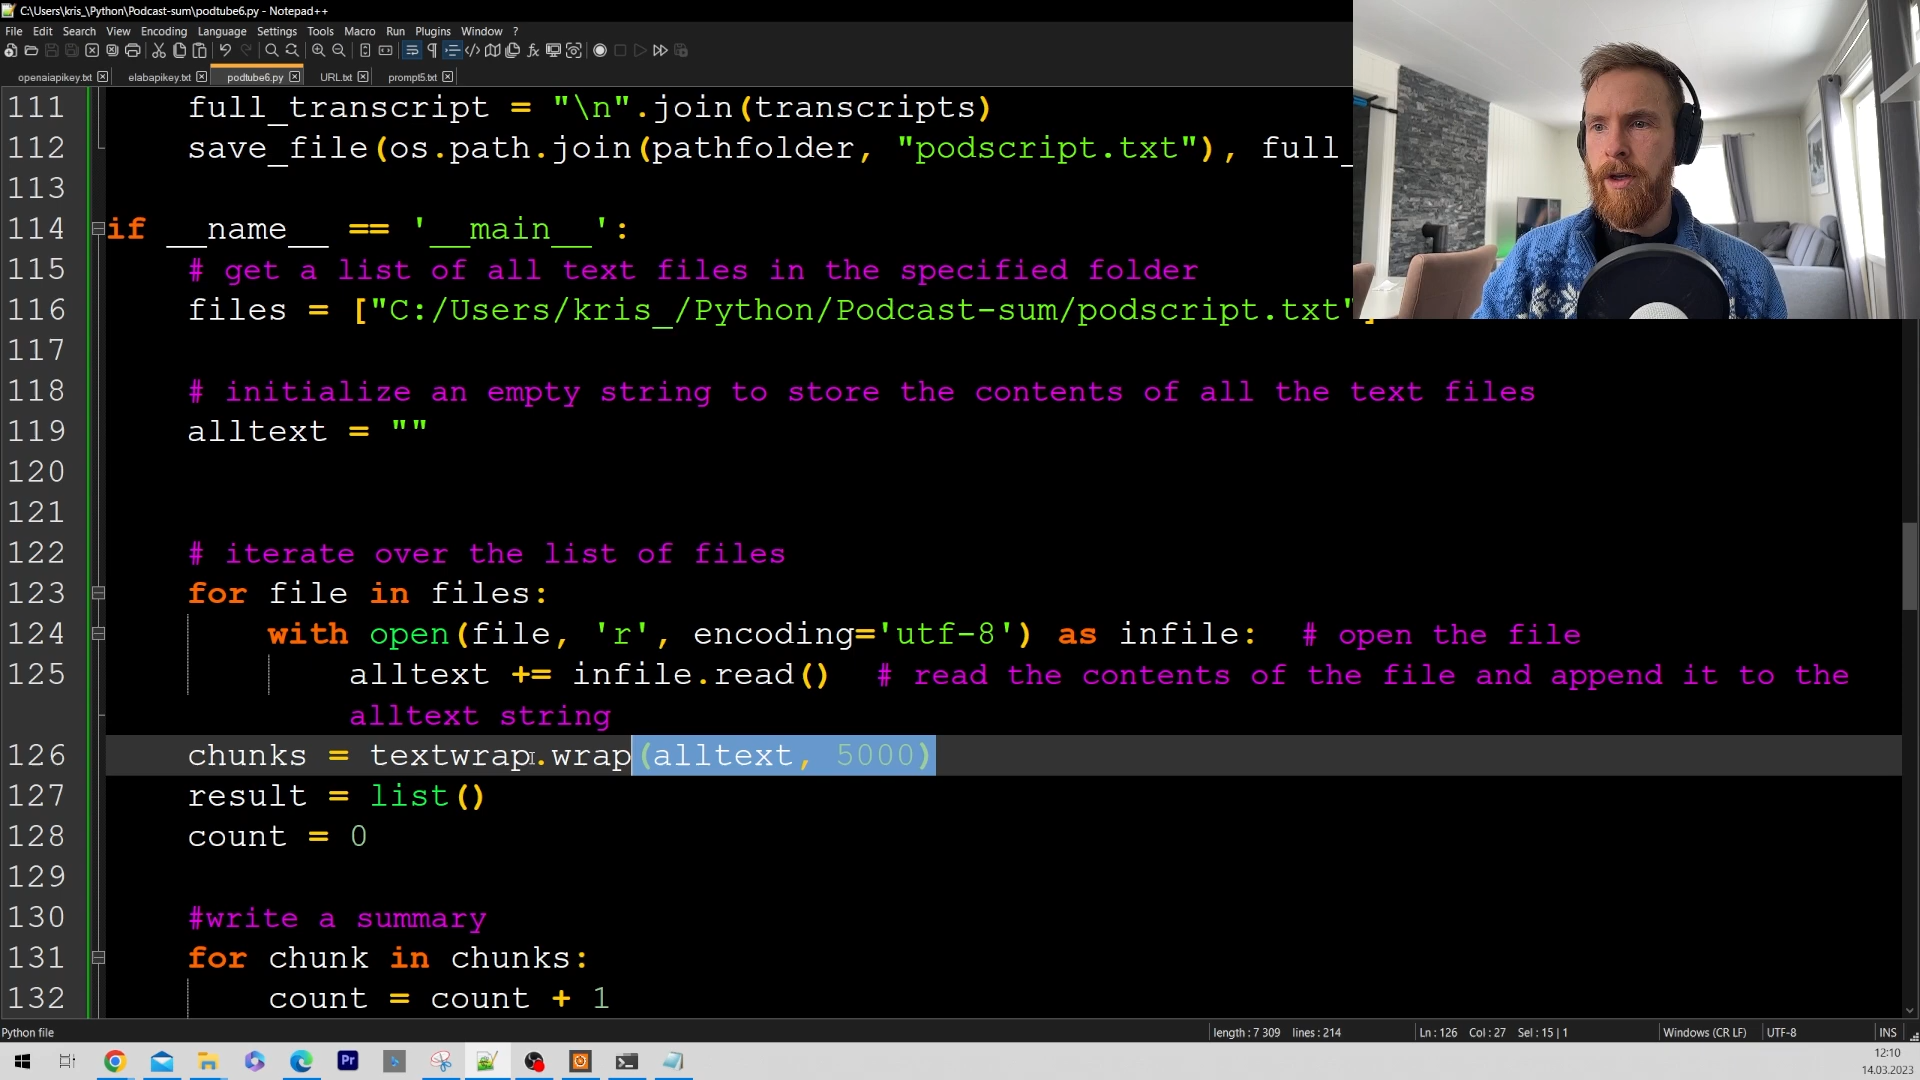 C:\Users\kris_\Python\Podcast-sum\podtube6.py - Notepad++
File Edit Search View Encoding Language Settings Tools Macro Run Plugins Window ?
openaiapikey.txt elabapikey.txt podtube6.py URL.txt prompt5.txt
111 full_transcript = "\n".join(transcripts)
112 save_file(os.path.join(pathfolder, "podscript.txt"), full_
113
114 if __name__ == '__main__':
115 # get a list of all text files in the specified folder
116 files = ["C:/Users/kris_/Python/Podcast-sum/podscript.txt"]
117
118 # initialize an empty string to store the contents of all the text files
119 alltext = ""
120
121
122 # iterate over the list of files
123 for file in files:
124 with open(file, 'r', encoding='utf-8') as infile:  # open the file
125 alltext += infile.read()  # read the contents of the file and append it to the
alltext string
126 chunks = textwrap.wrap(alltext, 5000)
127 result = list()
128 count = 0
129
130 #write a summary
131 for chunk in chunks:
132 count = count + 1
Python file length : 7 309 lines : 214 Ln : 126 Col : 27 Sel : 15 | 1 Windows (CR LF) UTF-8 INS
Pr
12:10
14.03.2023